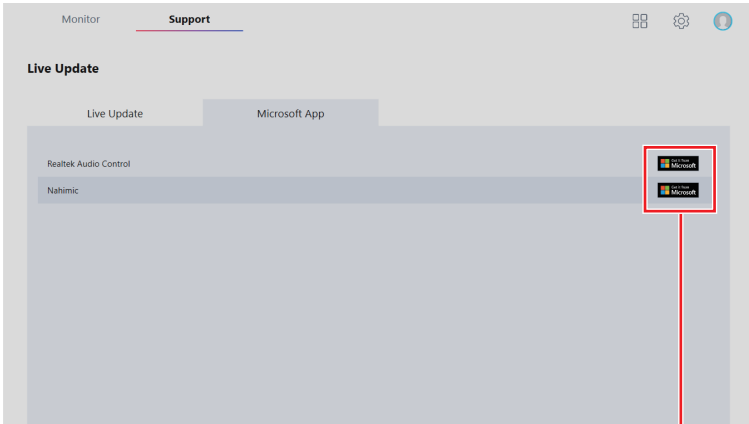 Monitor
Support
Live Update
Live Update
Microsoft App
Realtek Audio Control
Get it from
Microsoft
Nahimic
Get it from
Microsoft